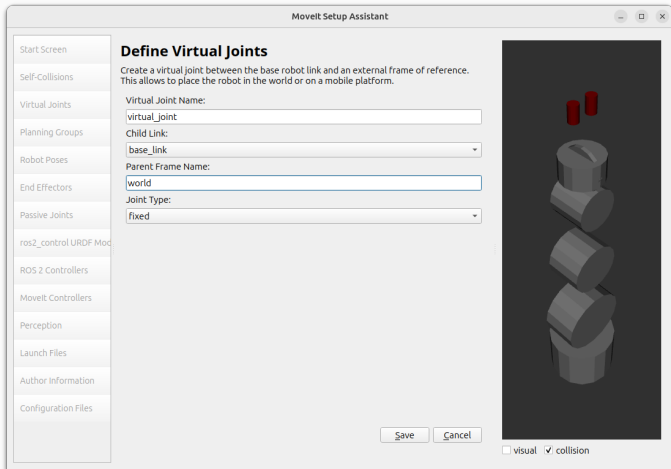 MoveIt Setup Assistant
Start Screen
Self-Collisions
Virtual Joints
Planning Groups
Robot Poses
End Effectors
Passive Joints
ros2_control URDF Mod
ROS 2 Controllers
MoveIt Controllers
Perception
Launch Files
Author Information
Configuration Files
Define Virtual Joints
Create a virtual joint between the base robot link and an external frame of reference.
This allows to place the robot in the world or on a mobile platform.
Virtual Joint Name:
virtual_joint
Child Link:
base_link
Parent Frame Name:
world
Joint Type:
fixed
Save Cancel
visual collision